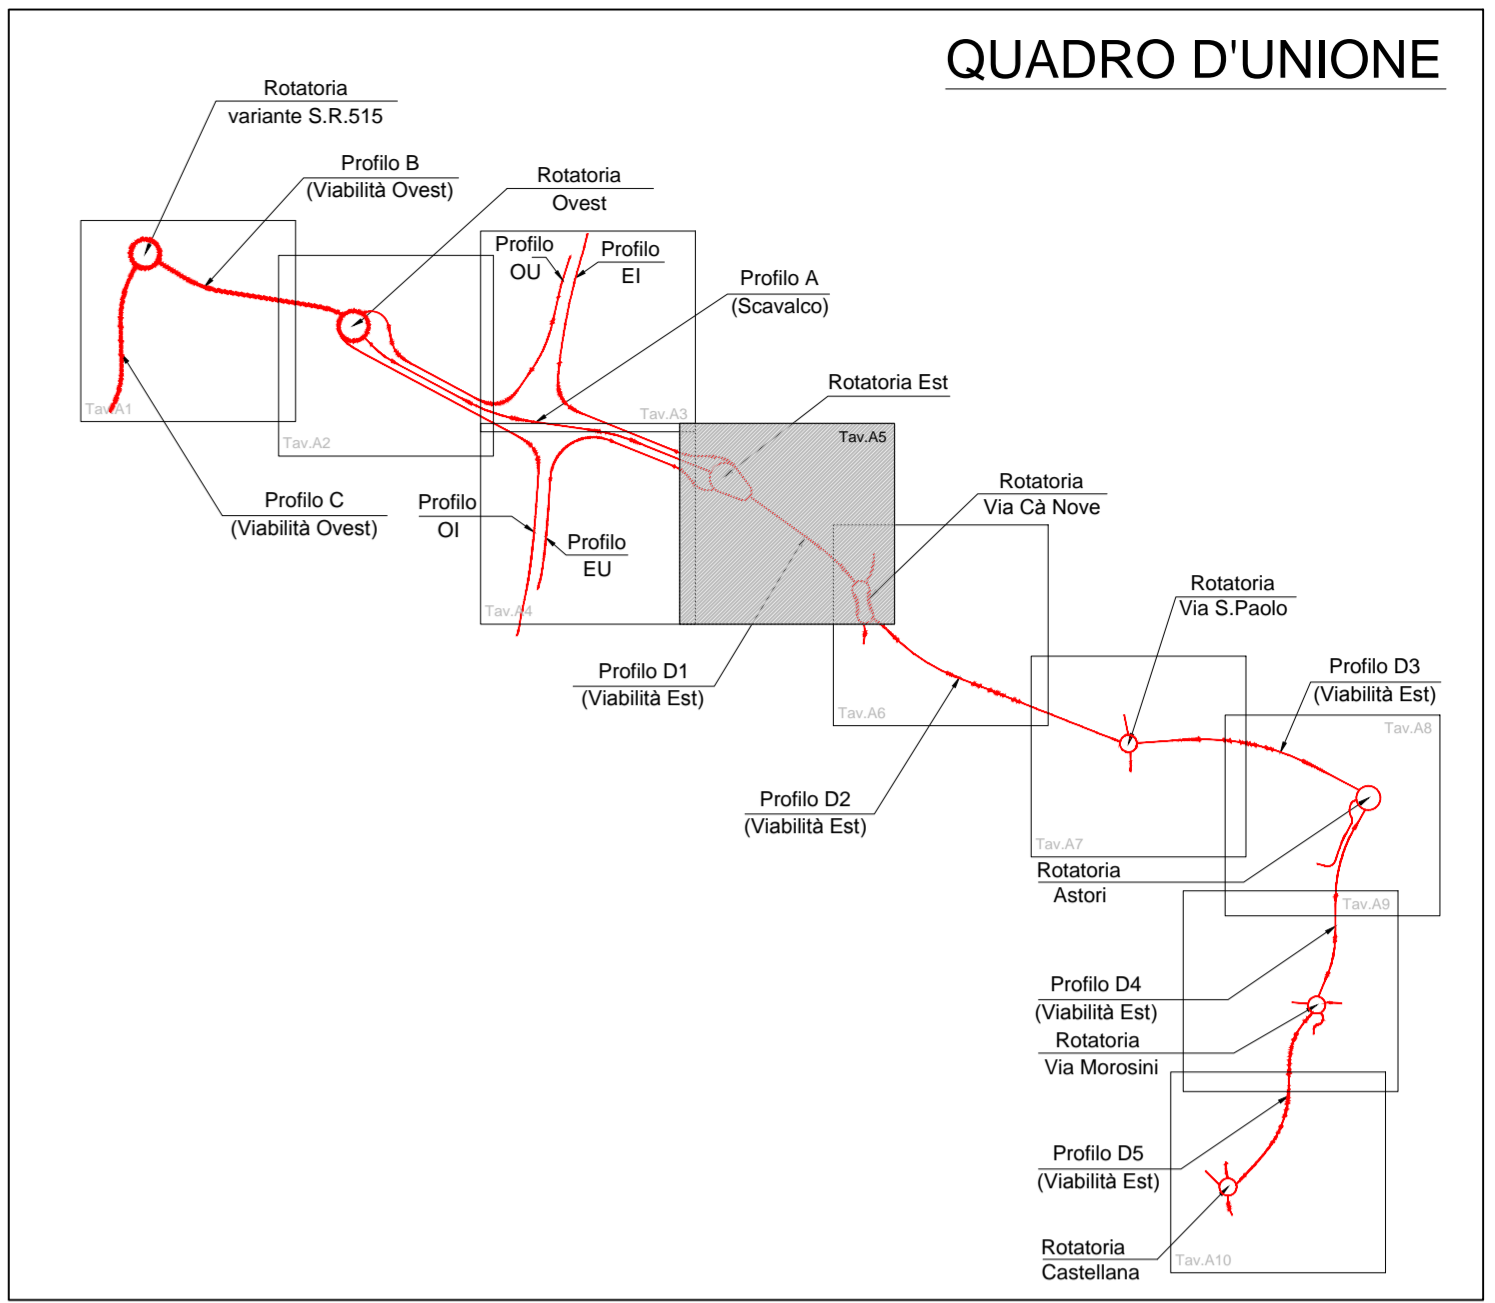 QUADRO D'UNIONE
Rotatoria
variante S.R.515
Profilo B
(Viabilità Ovest)
Rotatoria
Ovest
Profilo
OU
Profilo
EI
Profilo A
(Scavalco)
Rotatoria Est
Tav.A1
Tav.A2
Tav.A3
Tav.A5
Profilo C
(Viabilità Ovest)
Profilo
OI
Profilo
EU
Rotatoria
Via Cà Nove
Tav.A4
Rotatoria
Via S.Paolo
Profilo D1
(Viabilità Est)
Tav.A6
Profilo D3
(Viabilità Est)
Tav.A8
Profilo D2
(Viabilità Est)
Tav.A7
Rotatoria
Astori
Tav.A9
Profilo D4
(Viabilità Est)
Rotatoria
Via Morosini
Profilo D5
(Viabilità Est)
Rotatoria
Castellana
Tav.A10